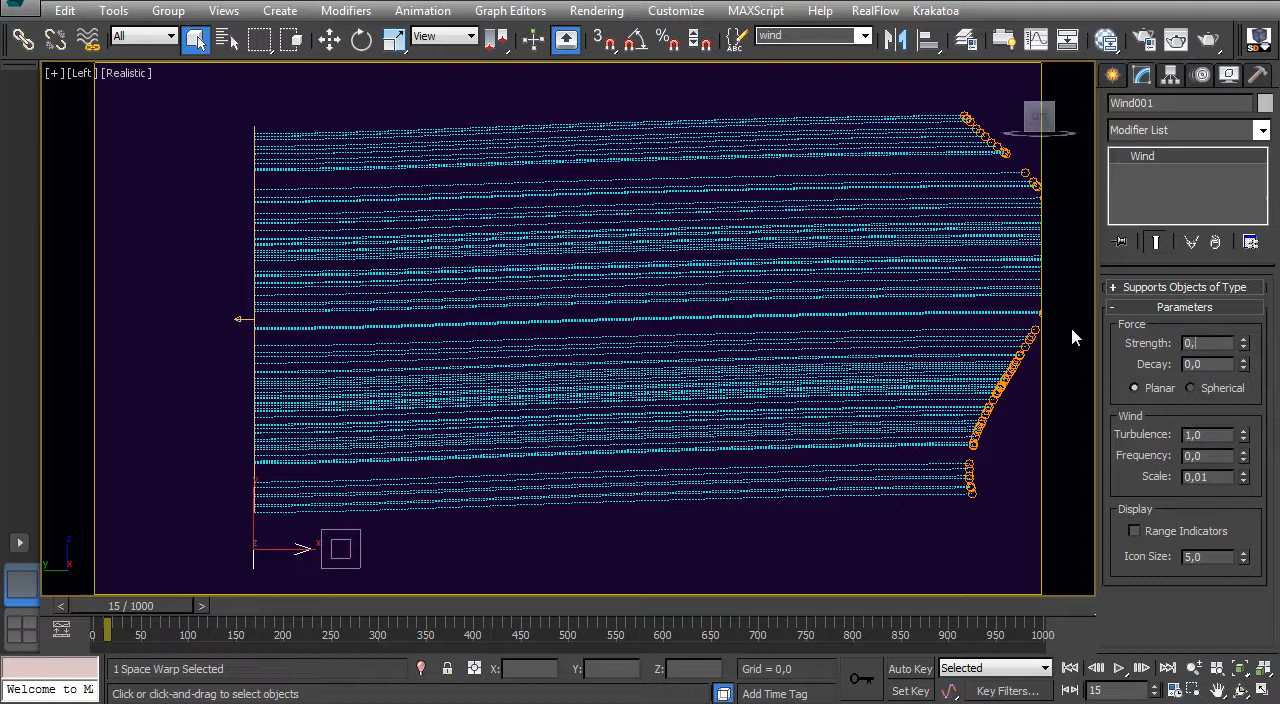 Edit Tools Group Views Create Modifiers Animation Graph Editors Rendering Customize MAXScript Help RealFlow Krakatoa
All View 3 % ABC wind
[+] [Left] [Realistic]
Wind001
Modifier List
Wind
+ Supports Objects of Type
- Parameters
Force
Strength: 0,
Decay: 0,0
Planar Spherical
Wind
Turbulence: 1,0
Frequency: 0,0
Scale: 0,01
Display
Range Indicators
Icon Size: 5,0
z x
z
y x
< 15 / 1000 >
0 50 100 150 200 250 300 350 400 450 500 550 600 650 700 750 800 850 900 950 1000
1 Space Warp Selected X: Y: Z: Grid = 0,0 Auto Key Selected
Welcome to M Click or click-and-drag to select objects Add Time Tag Set Key Key Filters... 15